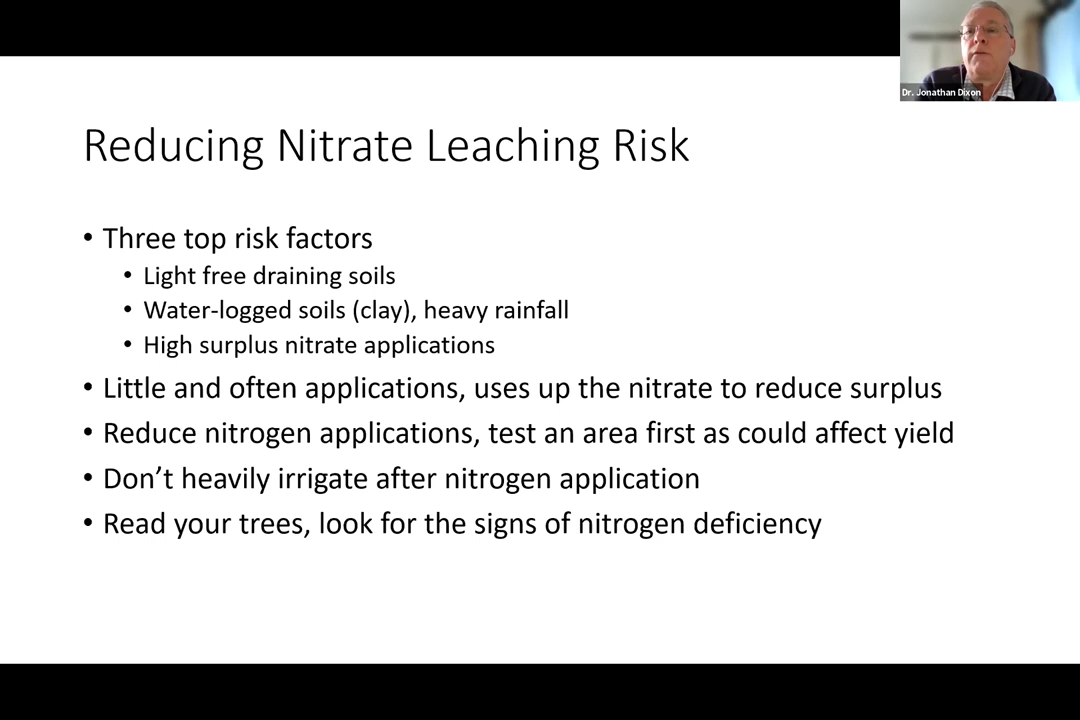 Dr. Jonathan Dixon
Reducing Nitrate Leaching Risk
• Three top risk factors
• Light free draining soils
• Water-logged soils (clay), heavy rainfall
• High surplus nitrate applications
• Little and often applications, uses up the nitrate to reduce surplus
• Reduce nitrogen applications, test an area first as could affect yield
• Don’t heavily irrigate after nitrogen application
• Read your trees, look for the signs of nitrogen deficiency